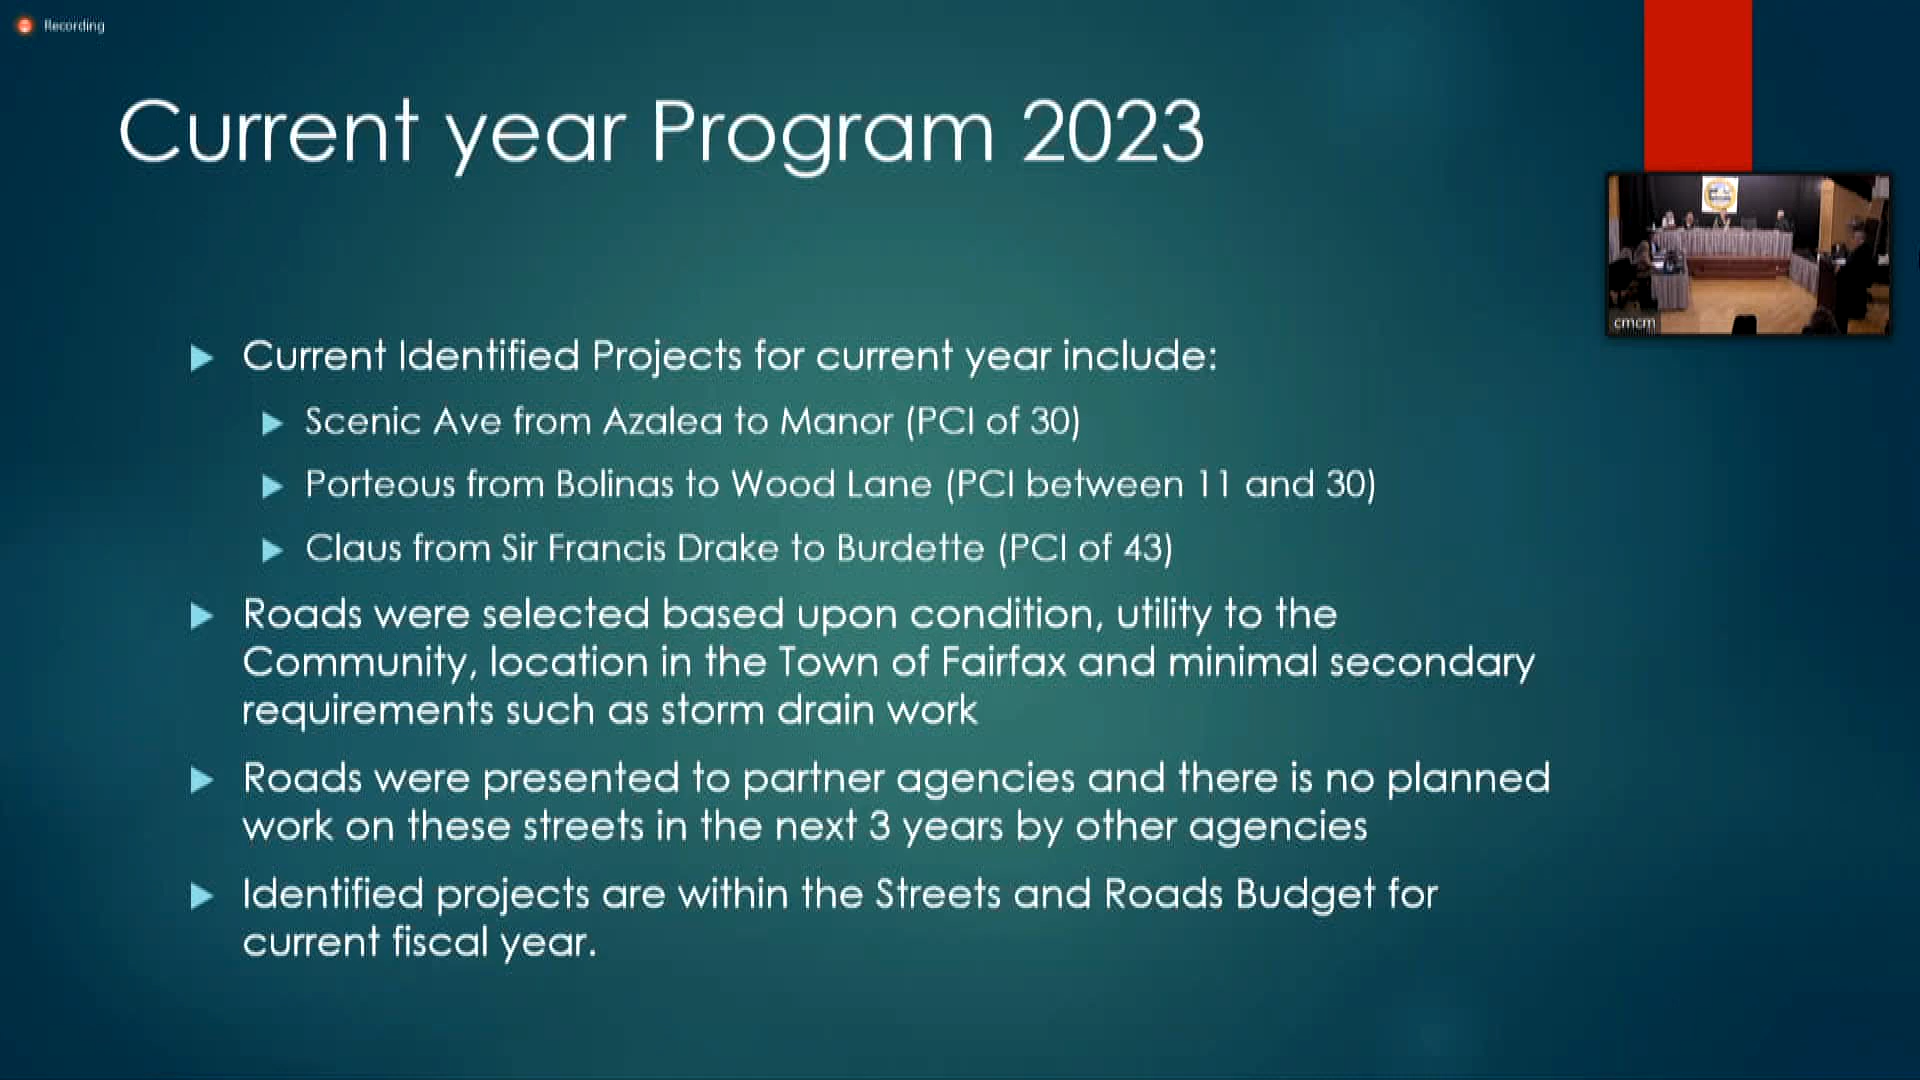 Recording
Current year Program 2023
cmcm
Current Identified Projects for current year include:
Scenic Ave from Azalea to Manor (PCI of 30)
Porteous from Bolinas to Wood Lane (PCI between 11 and 30)
Claus from Sir Francis Drake to Burdette (PCI of 43)
Roads were selected based upon condition, utility to the
Community, location in the Town of Fairfax and minimal secondary
requirements such as storm drain work
Roads were presented to partner agencies and there is no planned
work on these streets in the next 3 years by other agencies
Identified projects are within the Streets and Roads Budget for
current fiscal year.